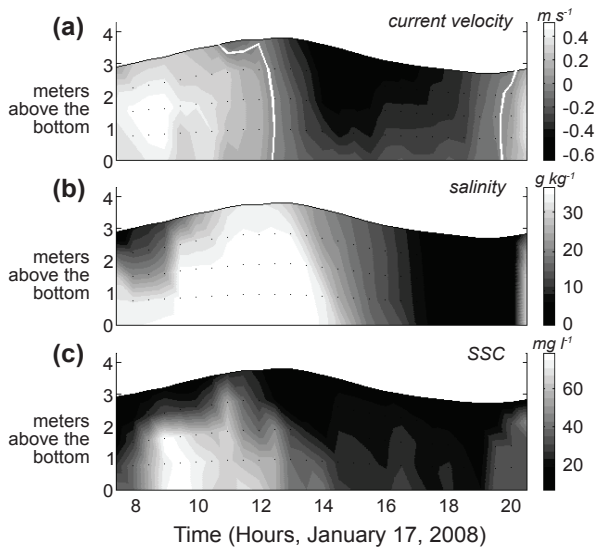 (a)
current velocity
m s⁻¹
4
3
2
1
0
meters
above the
bottom
0.4
0.2
0
−0.2
−0.4
−0.6
(b)
salinity
g kg⁻¹
4
3
2
1
0
meters
above the
bottom
30
20
10
0
(c)
SSC
mg l⁻¹
4
3
2
1
0
meters
above the
bottom
60
40
20
8 10 12 14 16 18 20
Time (Hours, January 17, 2008)